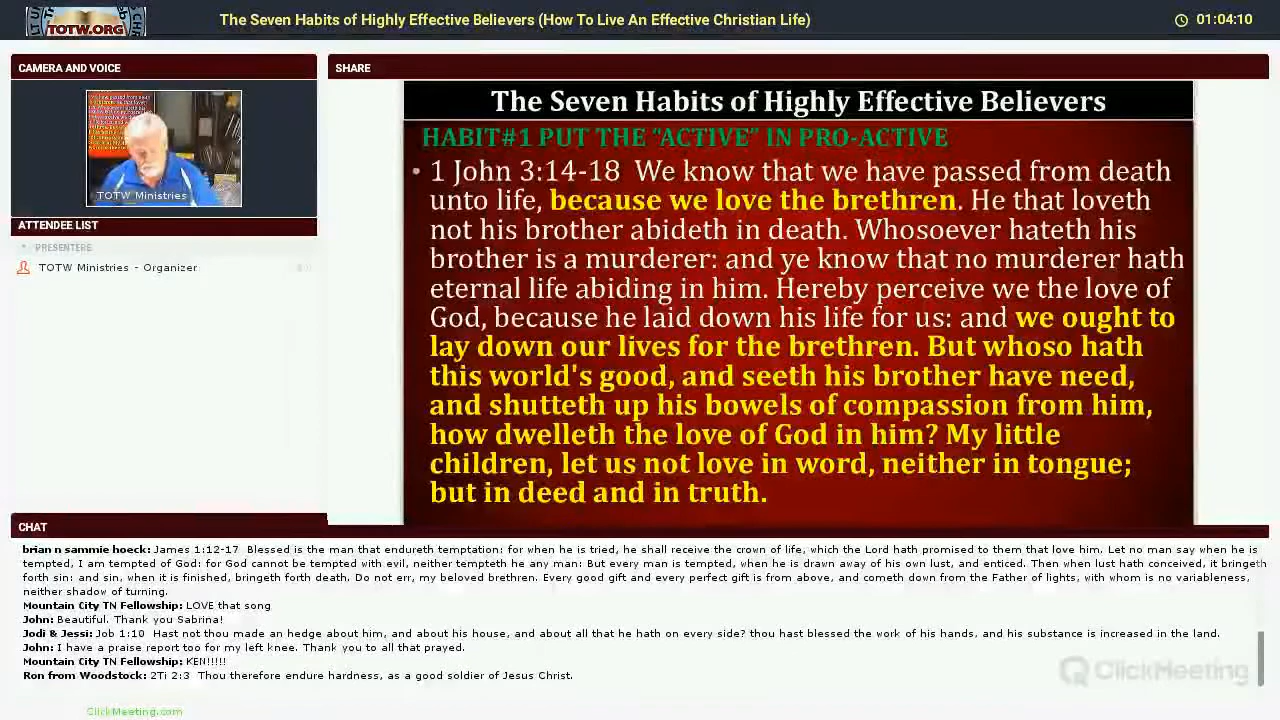 TOTW.ORG
The Seven Habits of Highly Effective Believers (How To Live An Effective Christian Life)
01:04:10
CAMERA AND VOICE
TOTW Ministries
ATTENDEE LIST
PRESENTERS
TOTW Ministries - Organizer
SHARE
The Seven Habits of Highly Effective Believers
HABIT#1 PUT THE “ACTIVE” IN PRO-ACTIVE
• 1 John 3:14-18 We know that we have passed from death
unto life, because we love the brethren. He that loveth
not his brother abideth in death. Whosoever hateth his
brother is a murderer: and ye know that no murderer hath
eternal life abiding in him. Hereby perceive we the love of
God, because he laid down his life for us: and we ought to
lay down our lives for the brethren. But whoso hath
this world's good, and seeth his brother have need,
and shutteth up his bowels of compassion from him,
how dwelleth the love of God in him? My little
children, let us not love in word, neither in tongue;
but in deed and in truth.
CHAT
brian n sammie hoeck: James 1:12-17 Blessed is the man that endureth temptation: for when he is tried, he shall receive the crown of life, which the Lord hath promised to them that love him. Let no man say when he is
tempted, I am tempted of God: for God cannot be tempted with evil, neither tempteth he any man: But every man is tempted, when he is drawn away of his own lust, and enticed. Then when lust hath conceived, it bringeth
forth sin: and sin, when it is finished, bringeth forth death. Do not err, my beloved brethren. Every good gift and every perfect gift is from above, and cometh down from the Father of lights, with whom is no variableness,
neither shadow of turning.
Mountain City TN Fellowship: LOVE that song
John: Beautiful. Thank you Sabrina!
Jodi & Jessi: Job 1:10 Hast not thou made an hedge about him, and about his house, and about all that he hath on every side? thou hast blessed the work of his hands, and his substance is increased in the land.
John: I have a praise report too for my left knee. Thank you to all that prayed.
Mountain City TN Fellowship: KEN!!!!!
Ron from Woodstock: 2Ti 2:3 Thou therefore endure hardness, as a good soldier of Jesus Christ.
ClickMeeting
ClickMeeting.com